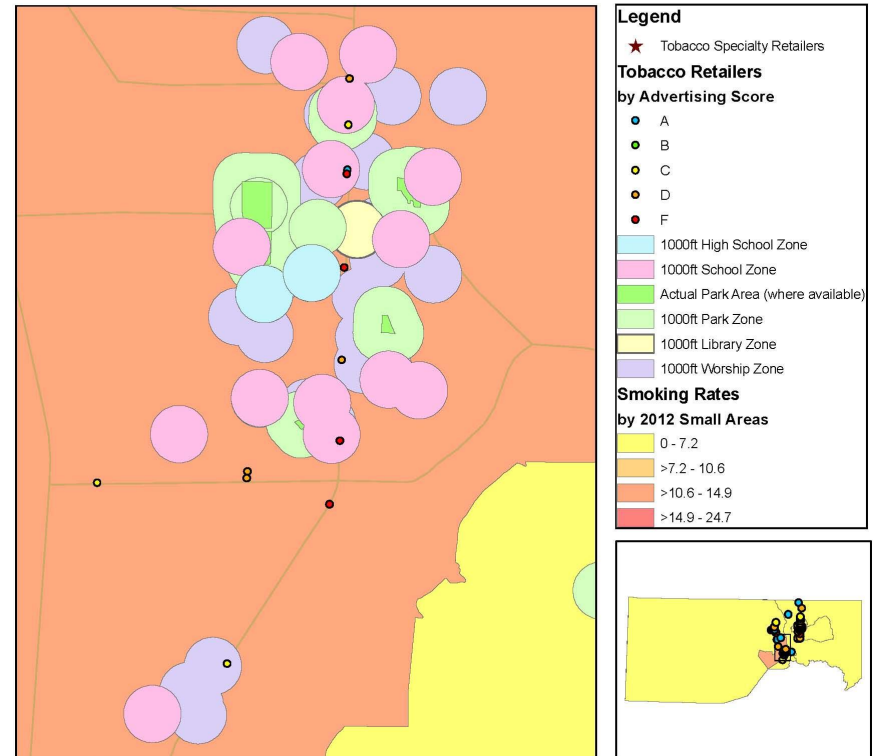 Legend
Tobacco Specialty Retailers
Tobacco Retailers
by Advertising Score
A
B
C
D
F
1000ft High School Zone
1000ft School Zone
Actual Park Area (where available)
1000ft Park Zone
1000ft Library Zone
1000ft Worship Zone
Smoking Rates
by 2012 Small Areas
0 - 7.2
>7.2 - 10.6
>10.6 - 14.9
>14.9 - 24.7